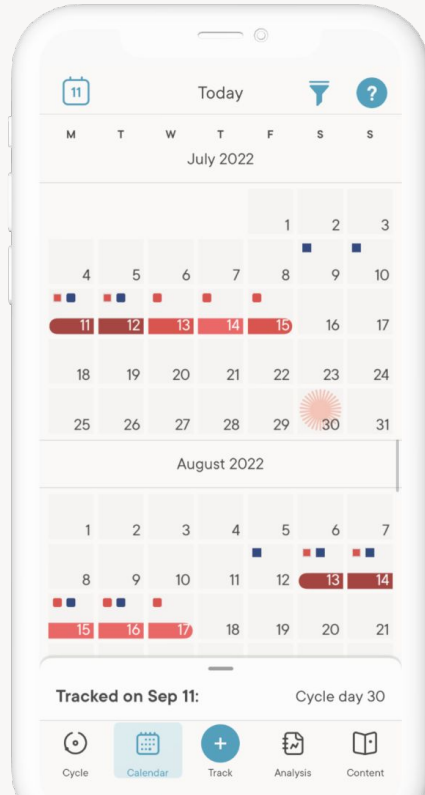 11 Today ?
M T W T F S S
July 2022
1 2 3
4 5 6 7 8 9 10
11 12 13 14 15 16 17
18 19 20 21 22 23 24
25 26 27 28 29 30 31
August 2022
1 2 3 4 5 6 7
8 9 10 11 12 13 14
15 16 17 18 19 20 21
Tracked on Sep 11: Cycle day 30
Cycle Calendar Track Analysis Content